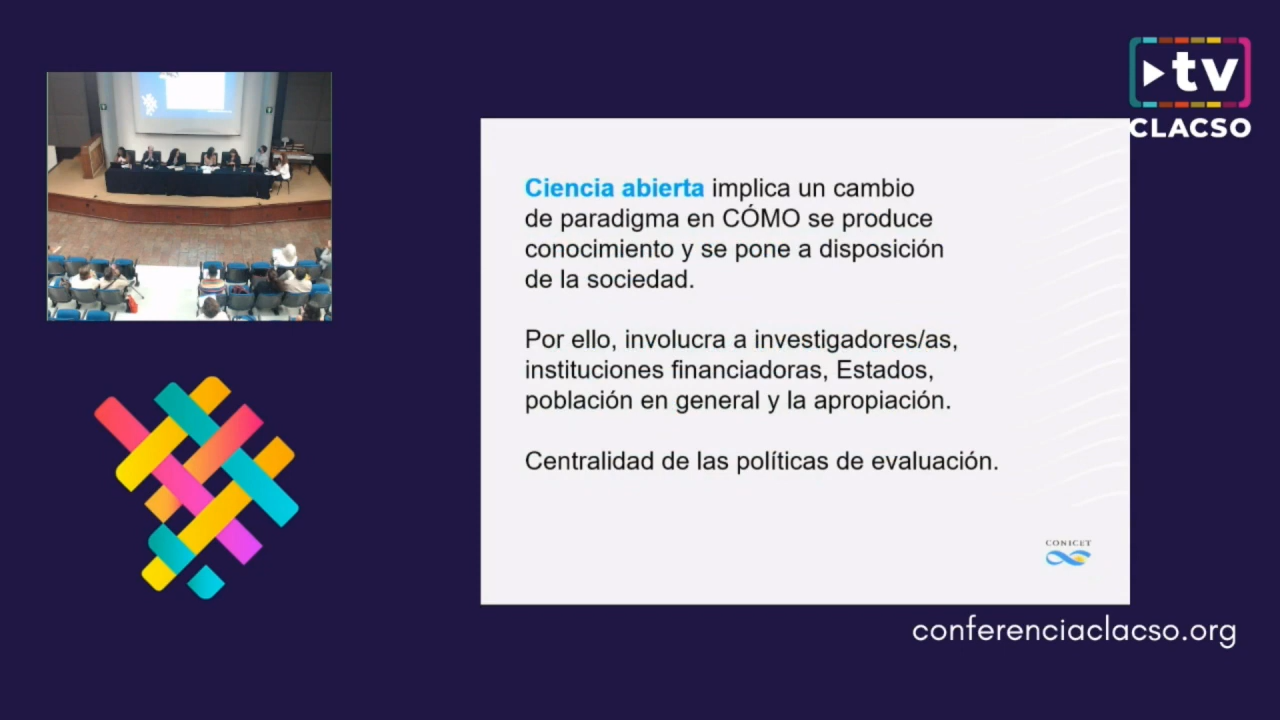 tv
CLACSO
Ciencia abierta implica un cambio
de paradigma en CÓMO se produce
conocimiento y se pone a disposición
de la sociedad.
Por ello, involucra a investigadores/as,
instituciones financiadoras, Estados,
población en general y la apropiación.
Centralidad de las políticas de evaluación.
CONICET
conferenciaclacso.org